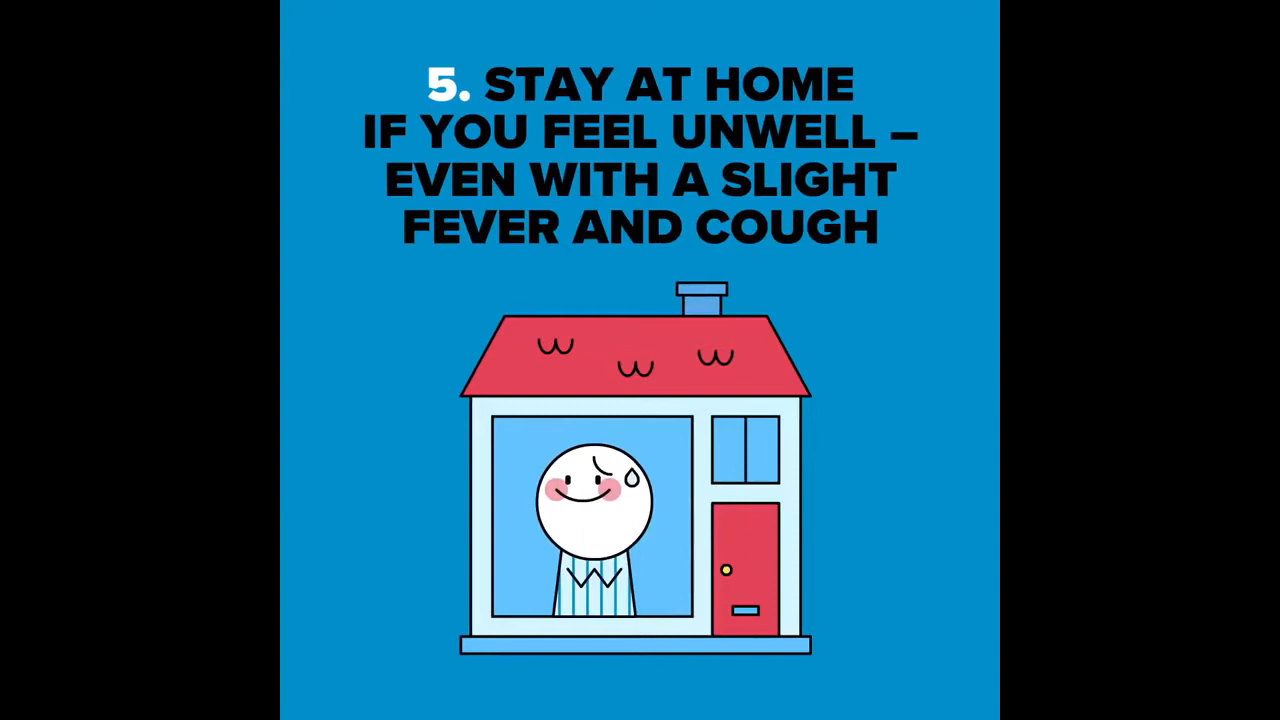 5. STAY AT HOME
IF YOU FEEL UNWELL –
EVEN WITH A SLIGHT
FEVER AND COUGH